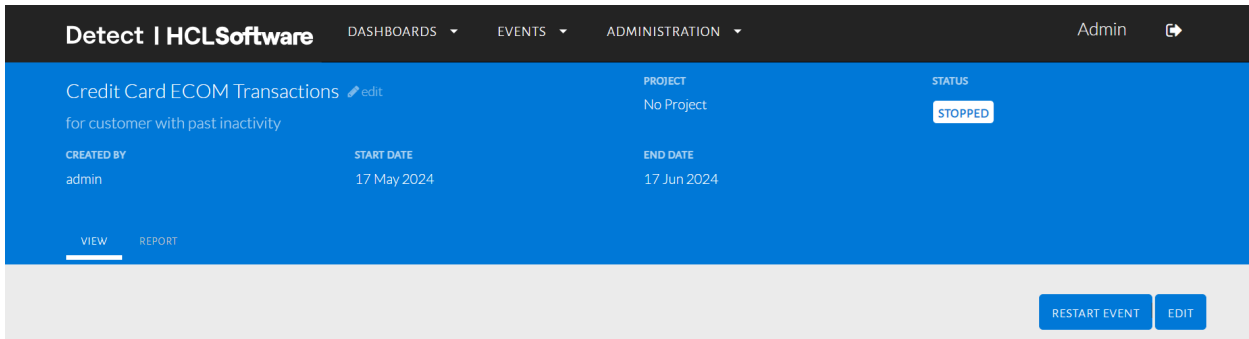 Detect | HCLSoftware DASHBOARDS EVENTS ADMINISTRATION Admin
Credit Card ECOM Transactions edit
for customer with past inactivity
PROJECT
No Project
STATUS
STOPPED
CREATED BY
admin
START DATE
17 May 2024
END DATE
17 Jun 2024
VIEW REPORT
RESTART EVENT EDIT